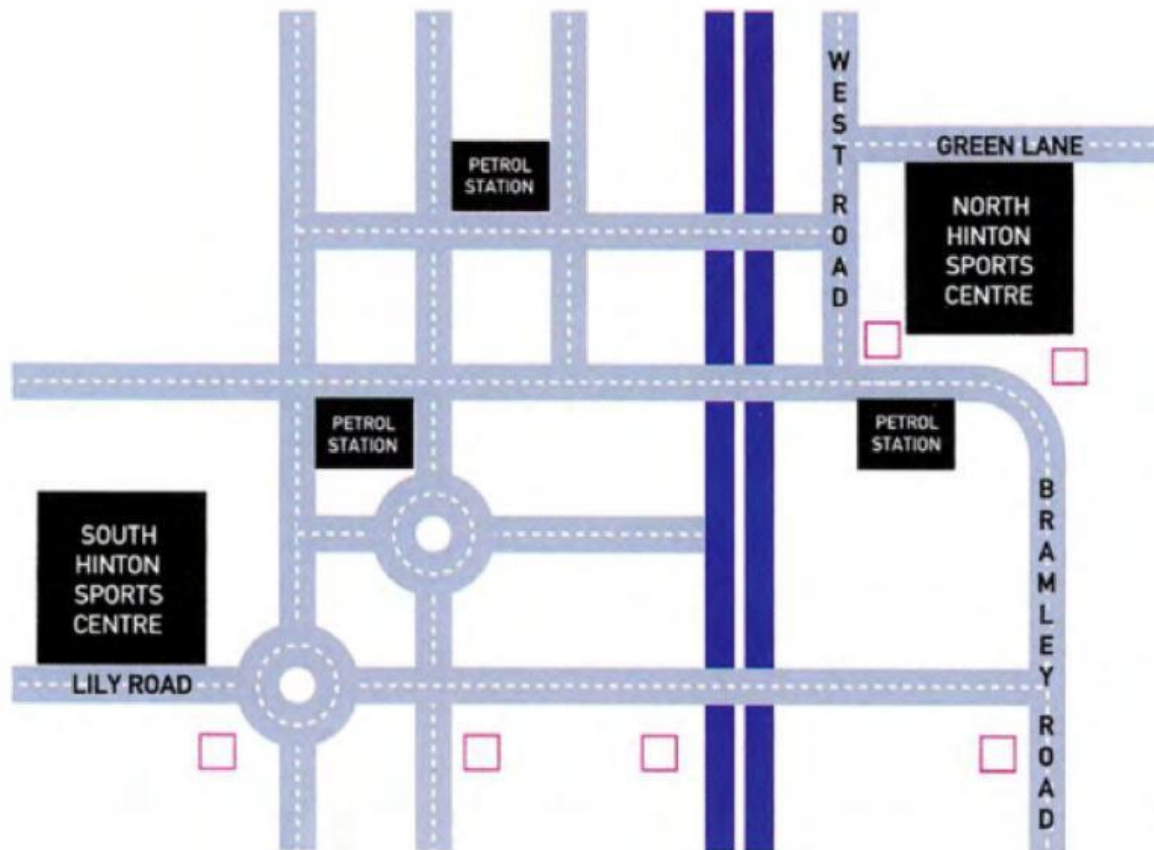 WEST ROAD
GREEN LANE
PETROL
STATION
NORTH
HINTON
SPORTS
CENTRE
PETROL
STATION
PETROL
STATION
SOUTH
HINTON
SPORTS
CENTRE
BRAMLEY ROAD
LILY ROAD